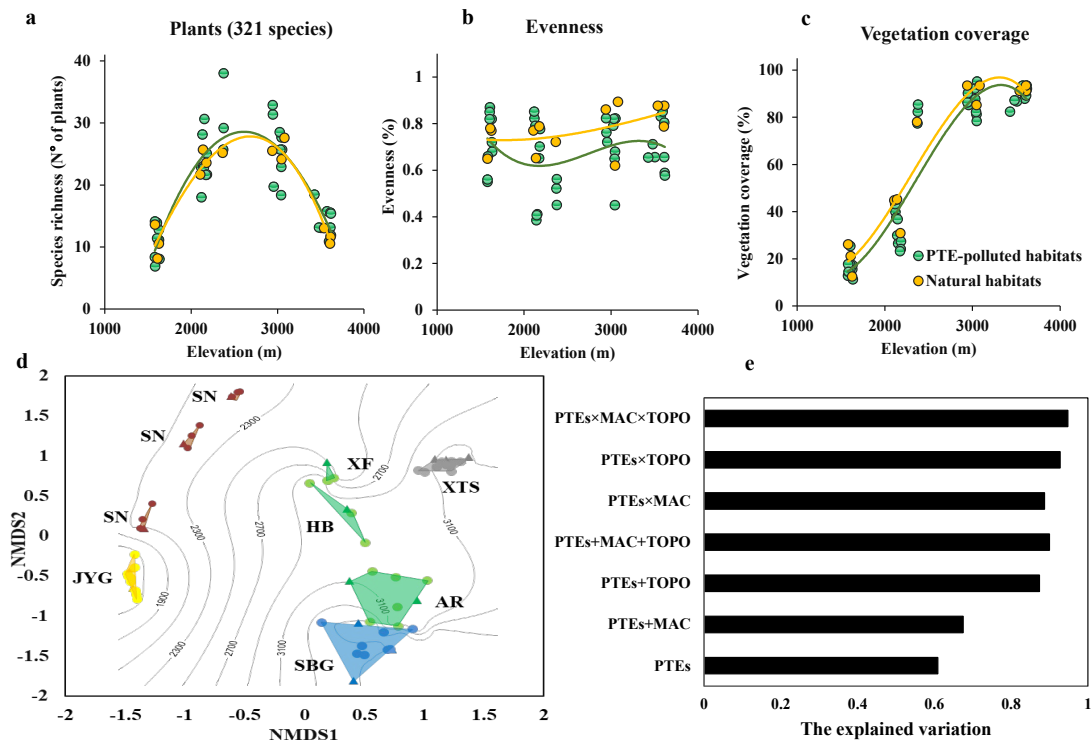 a
Plants (321 species)
b
Evenness
c
Vegetation coverage
Species richness (N° of plants)
40
30
20
10
0
1000
2000
3000
4000
Elevation (m)
Evenness (%)
1
0.8
0.6
0.4
0.2
0
1000
2000
3000
4000
Elevation (m)
Vegetation coverage (%)
100
80
60
40
20
0
PTE-polluted habitats
Natural habitats
1000
2000
3000
4000
Elevation (m)
d
NMDS2
2
1.5
1
0.5
0
-0.5
-1
-1.5
-2
SN
SN
SN
XF
XTS
HB
JYG
AR
SBG
2300
2700
2300
2700
3100
1900
2300
2700
3100
3100
-2
-1.5
-1
-0.5
0
0.5
1
1.5
2
NMDS1
e
PTEs×MAC×TOPO
PTEs×TOPO
PTEs×MAC
PTEs+MAC+TOPO
PTEs+TOPO
PTEs+MAC
PTEs
0
0.2
0.4
0.6
0.8
1
The explained variation